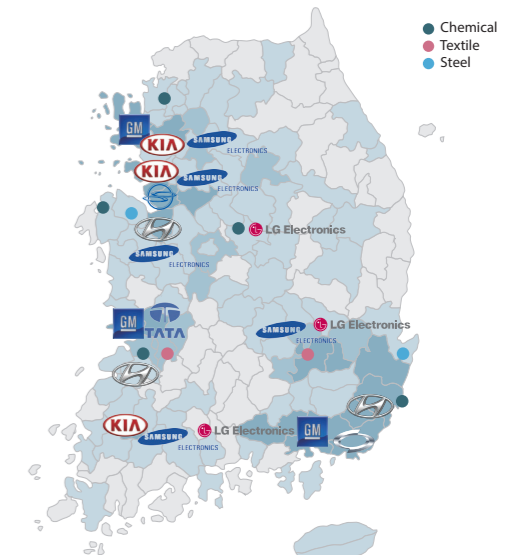 Chemical
Textile
Steel
GM
KIA
SAMSUNG
ELECTRONICS
KIA
SAMSUNG
ELECTRONICS
LG Electronics
SAMSUNG
ELECTRONICS
GM
TATA
SAMSUNG
ELECTRONICS
LG Electronics
KIA
SAMSUNG
ELECTRONICS
LG Electronics
GM